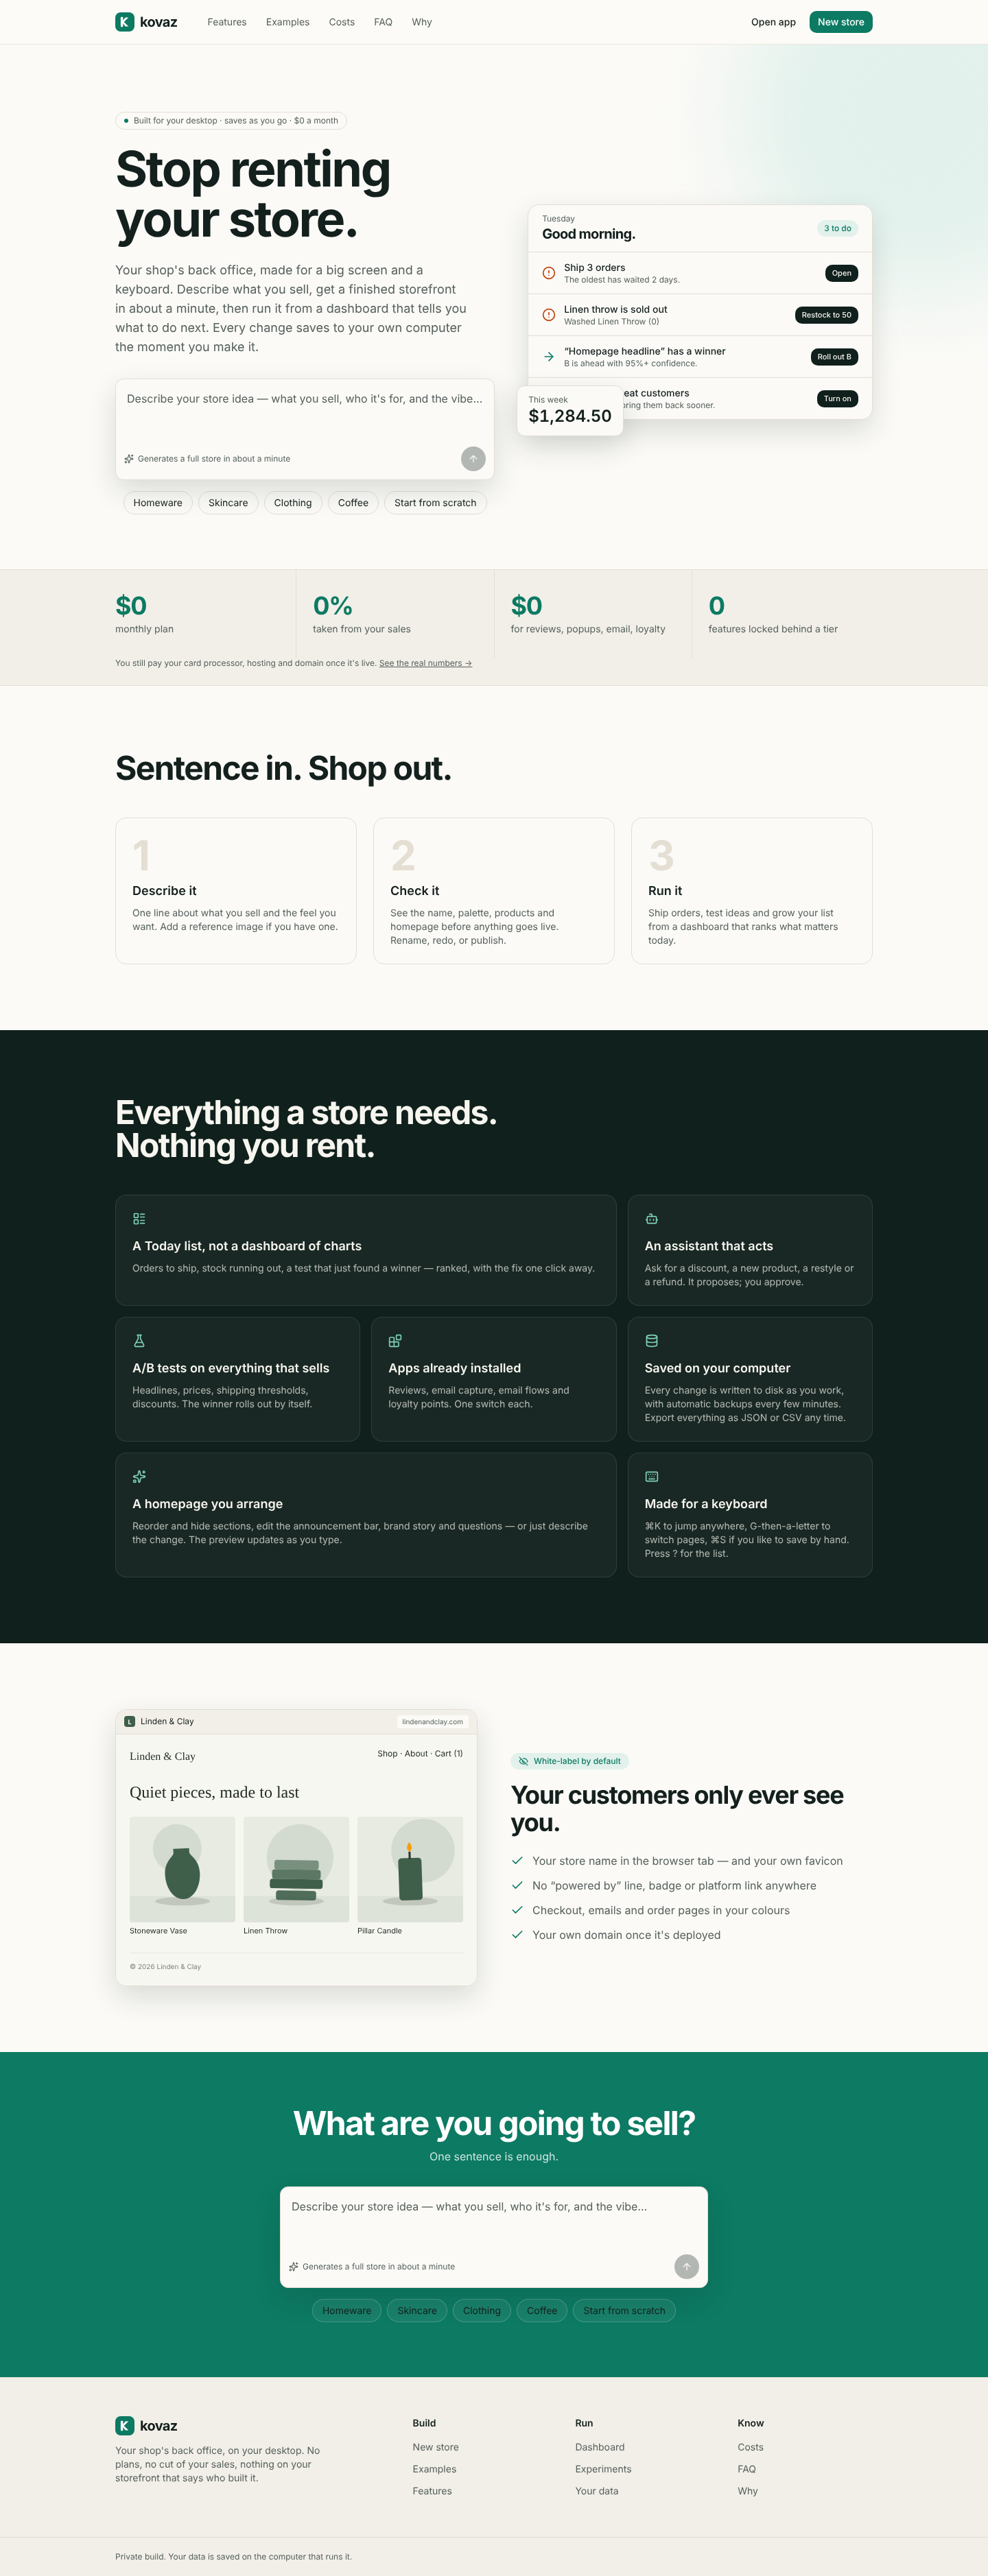 kovaz
Features Examples Costs FAQ Why
Open app
New store
Built for your desktop · saves as you go · $0 a month
Stop renting
your store.
Your shop's back office, made for a big screen and a
keyboard. Describe what you sell, get a finished storefront
in about a minute, then run it from a dashboard that tells you
what to do next. Every change saves to your own computer
the moment you make it.
Describe your store idea — what you sell, who it's for, and the vibe...
Generates a full store in about a minute
Homeware
Skincare
Clothing
Coffee
Start from scratch
Tuesday
Good morning.
3 to do
Ship 3 orders
The oldest has waited 2 days.
Open
Linen throw is sold out
Washed Linen Throw (0)
Restock to 50
“Homepage headline” has a winner
B is ahead with 95%+ confidence.
Roll out B
customers
bring them back sooner.
Turn on
This week
$1,284.50
$0
monthly plan
0%
taken from your sales
$0
for reviews, popups, email, loyalty
0
features locked behind a tier
You still pay your card processor, hosting and domain once it's live. See the real numbers →
Sentence in. Shop out.
1
Describe it
One line about what you sell and the feel you
want. Add a reference image if you have one.
2
Check it
See the name, palette, products and
homepage before anything goes live.
Rename, redo, or publish.
3
Run it
Ship orders, test ideas and grow your list
from a dashboard that ranks what matters
today.
Everything a store needs.
Nothing you rent.
A Today list, not a dashboard of charts
Orders to ship, stock running out, a test that just found a winner — ranked, with the fix one click away.
An assistant that acts
Ask for a discount, a new product, a restyle or
a refund. It proposes; you approve.
A/B tests on everything that sells
Headlines, prices, shipping thresholds,
discounts. The winner rolls out by itself.
Apps already installed
Reviews, email capture, email flows and
loyalty points. One switch each.
Saved on your computer
Every change is written to disk as you work,
with automatic backups every few minutes.
Export everything as JSON or CSV any time.
A homepage you arrange
Reorder and hide sections, edit the announcement bar, brand story and questions — or just describe
the change. The preview updates as you type.
Made for a keyboard
⌘K to jump anywhere, G-then-a-letter to
switch pages, ⌘S if you like to save by hand.
Press ? for the list.
L Linden & Clay
lindenandclay.com
Linden & Clay
Shop · About · Cart (1)
Quiet pieces, made to last
Stoneware Vase
Linen Throw
Pillar Candle
© 2026 Linden & Clay
White-label by default
Your customers only ever see
you.
Your store name in the browser tab — and your own favicon
No “powered by” line, badge or platform link anywhere
Checkout, emails and order pages in your colours
Your own domain once it's deployed
What are you going to sell?
One sentence is enough.
Describe your store idea — what you sell, who it's for, and the vibe...
Generates a full store in about a minute
Homeware
Skincare
Clothing
Coffee
Start from scratch
kovaz
Your shop's back office, on your desktop. No
plans, no cut of your sales, nothing on your
storefront that says who built it.
Build
New store
Examples
Features
Run
Dashboard
Experiments
Your data
Know
Costs
FAQ
Why
Private build. Your data is saved on the computer that runs it.